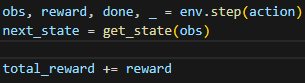 obs, reward, done, _ = env.step(action)
next_state = get_state(obs)
total_reward += reward